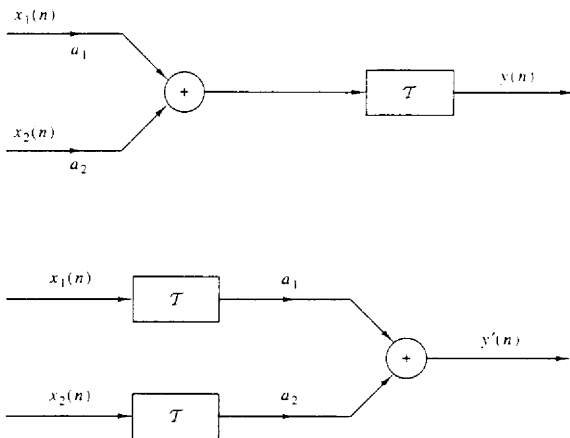 x₁(n)
a₁
+
𝒯
y(n)
x₂(n)
a₂
x₁(n)
𝒯
a₁
+
y'(n)
x₂(n)
𝒯
a₂